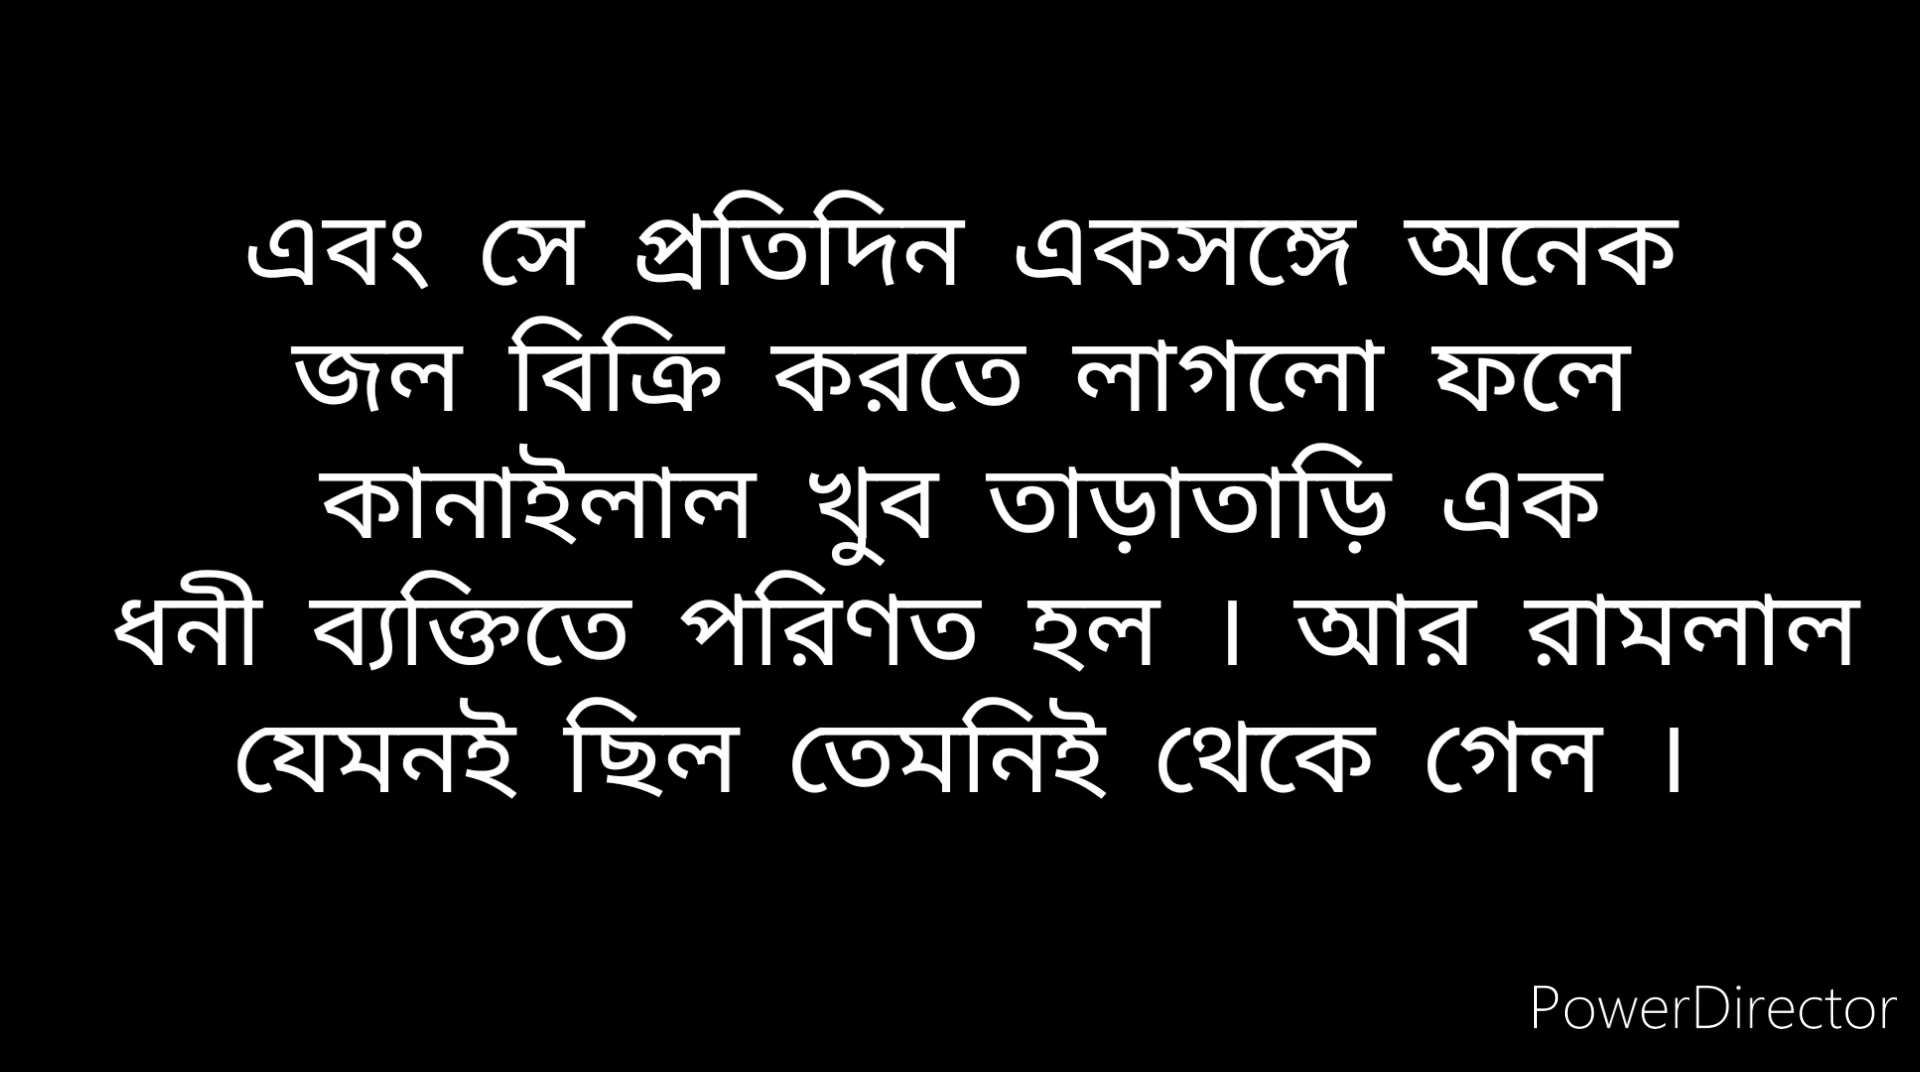 এবং সে প্রতিদিন একসঙ্গে অনেক
জল বিক্রি করতে লাগলো ফলে
কানাইলাল খুব তাড়াতাড়ি এক
ধনী ব্যক্তিতে পরিণত হল । আর রামলাল
যেমনই ছিল তেমনিই থেকে গেল ।
PowerDirector